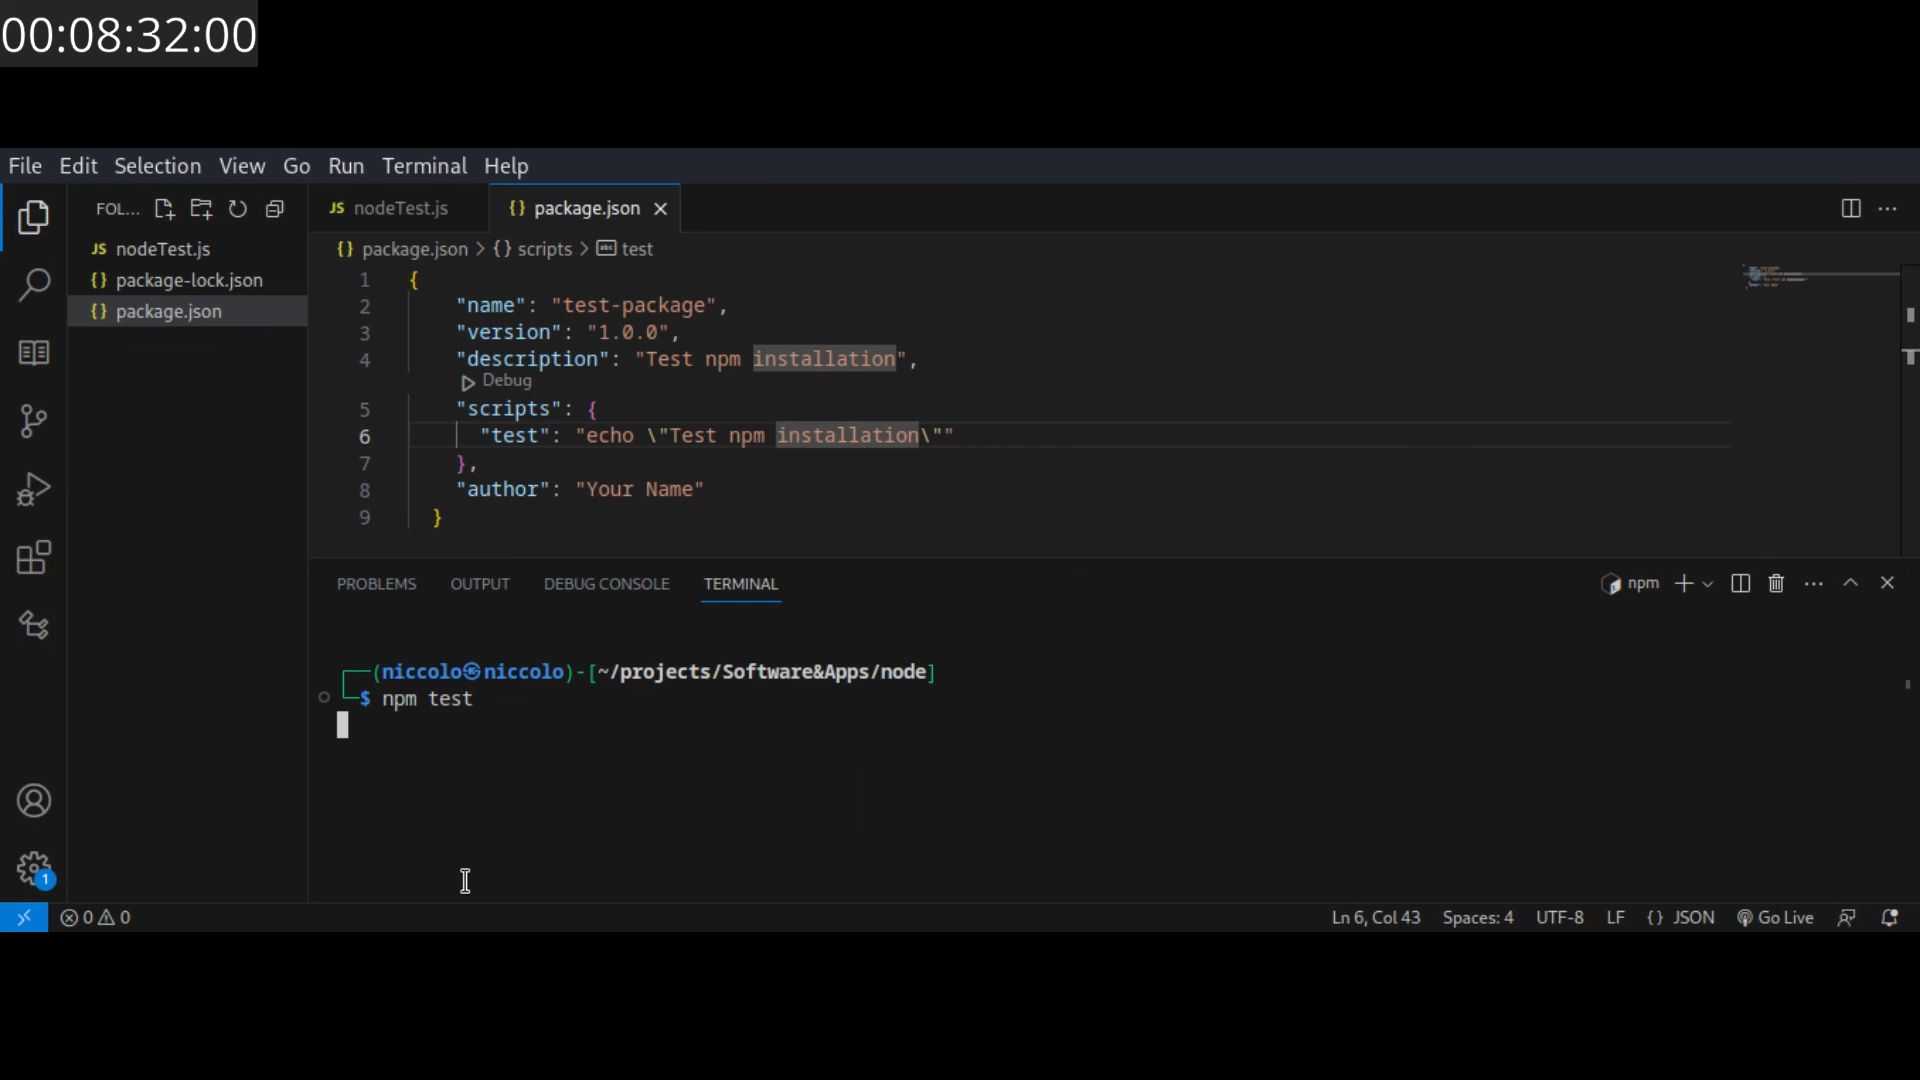 00:08:32:00
File Edit Selection View Go Run Terminal Help
FOL...
JS nodeTest.js
{} package.json
JS nodeTest.js
{} package-lock.json
{} package.json
{} package.json > {} scripts > abc test
1 {
2 "name": "test-package",
3 "version": "1.0.0",
4 "description": "Test npm installation",
Debug
5 "scripts": {
6 "test": "echo \"Test npm installation\""
7 },
8 "author": "Your Name"
9 }
PROBLEMS OUTPUT DEBUG CONSOLE TERMINAL
npm
(niccolo㉿niccolo)-[~/projects/Software&Apps/node]
$ npm test
1
0 0
Ln 6, Col 43 Spaces: 4 UTF-8 LF {} JSON Go Live